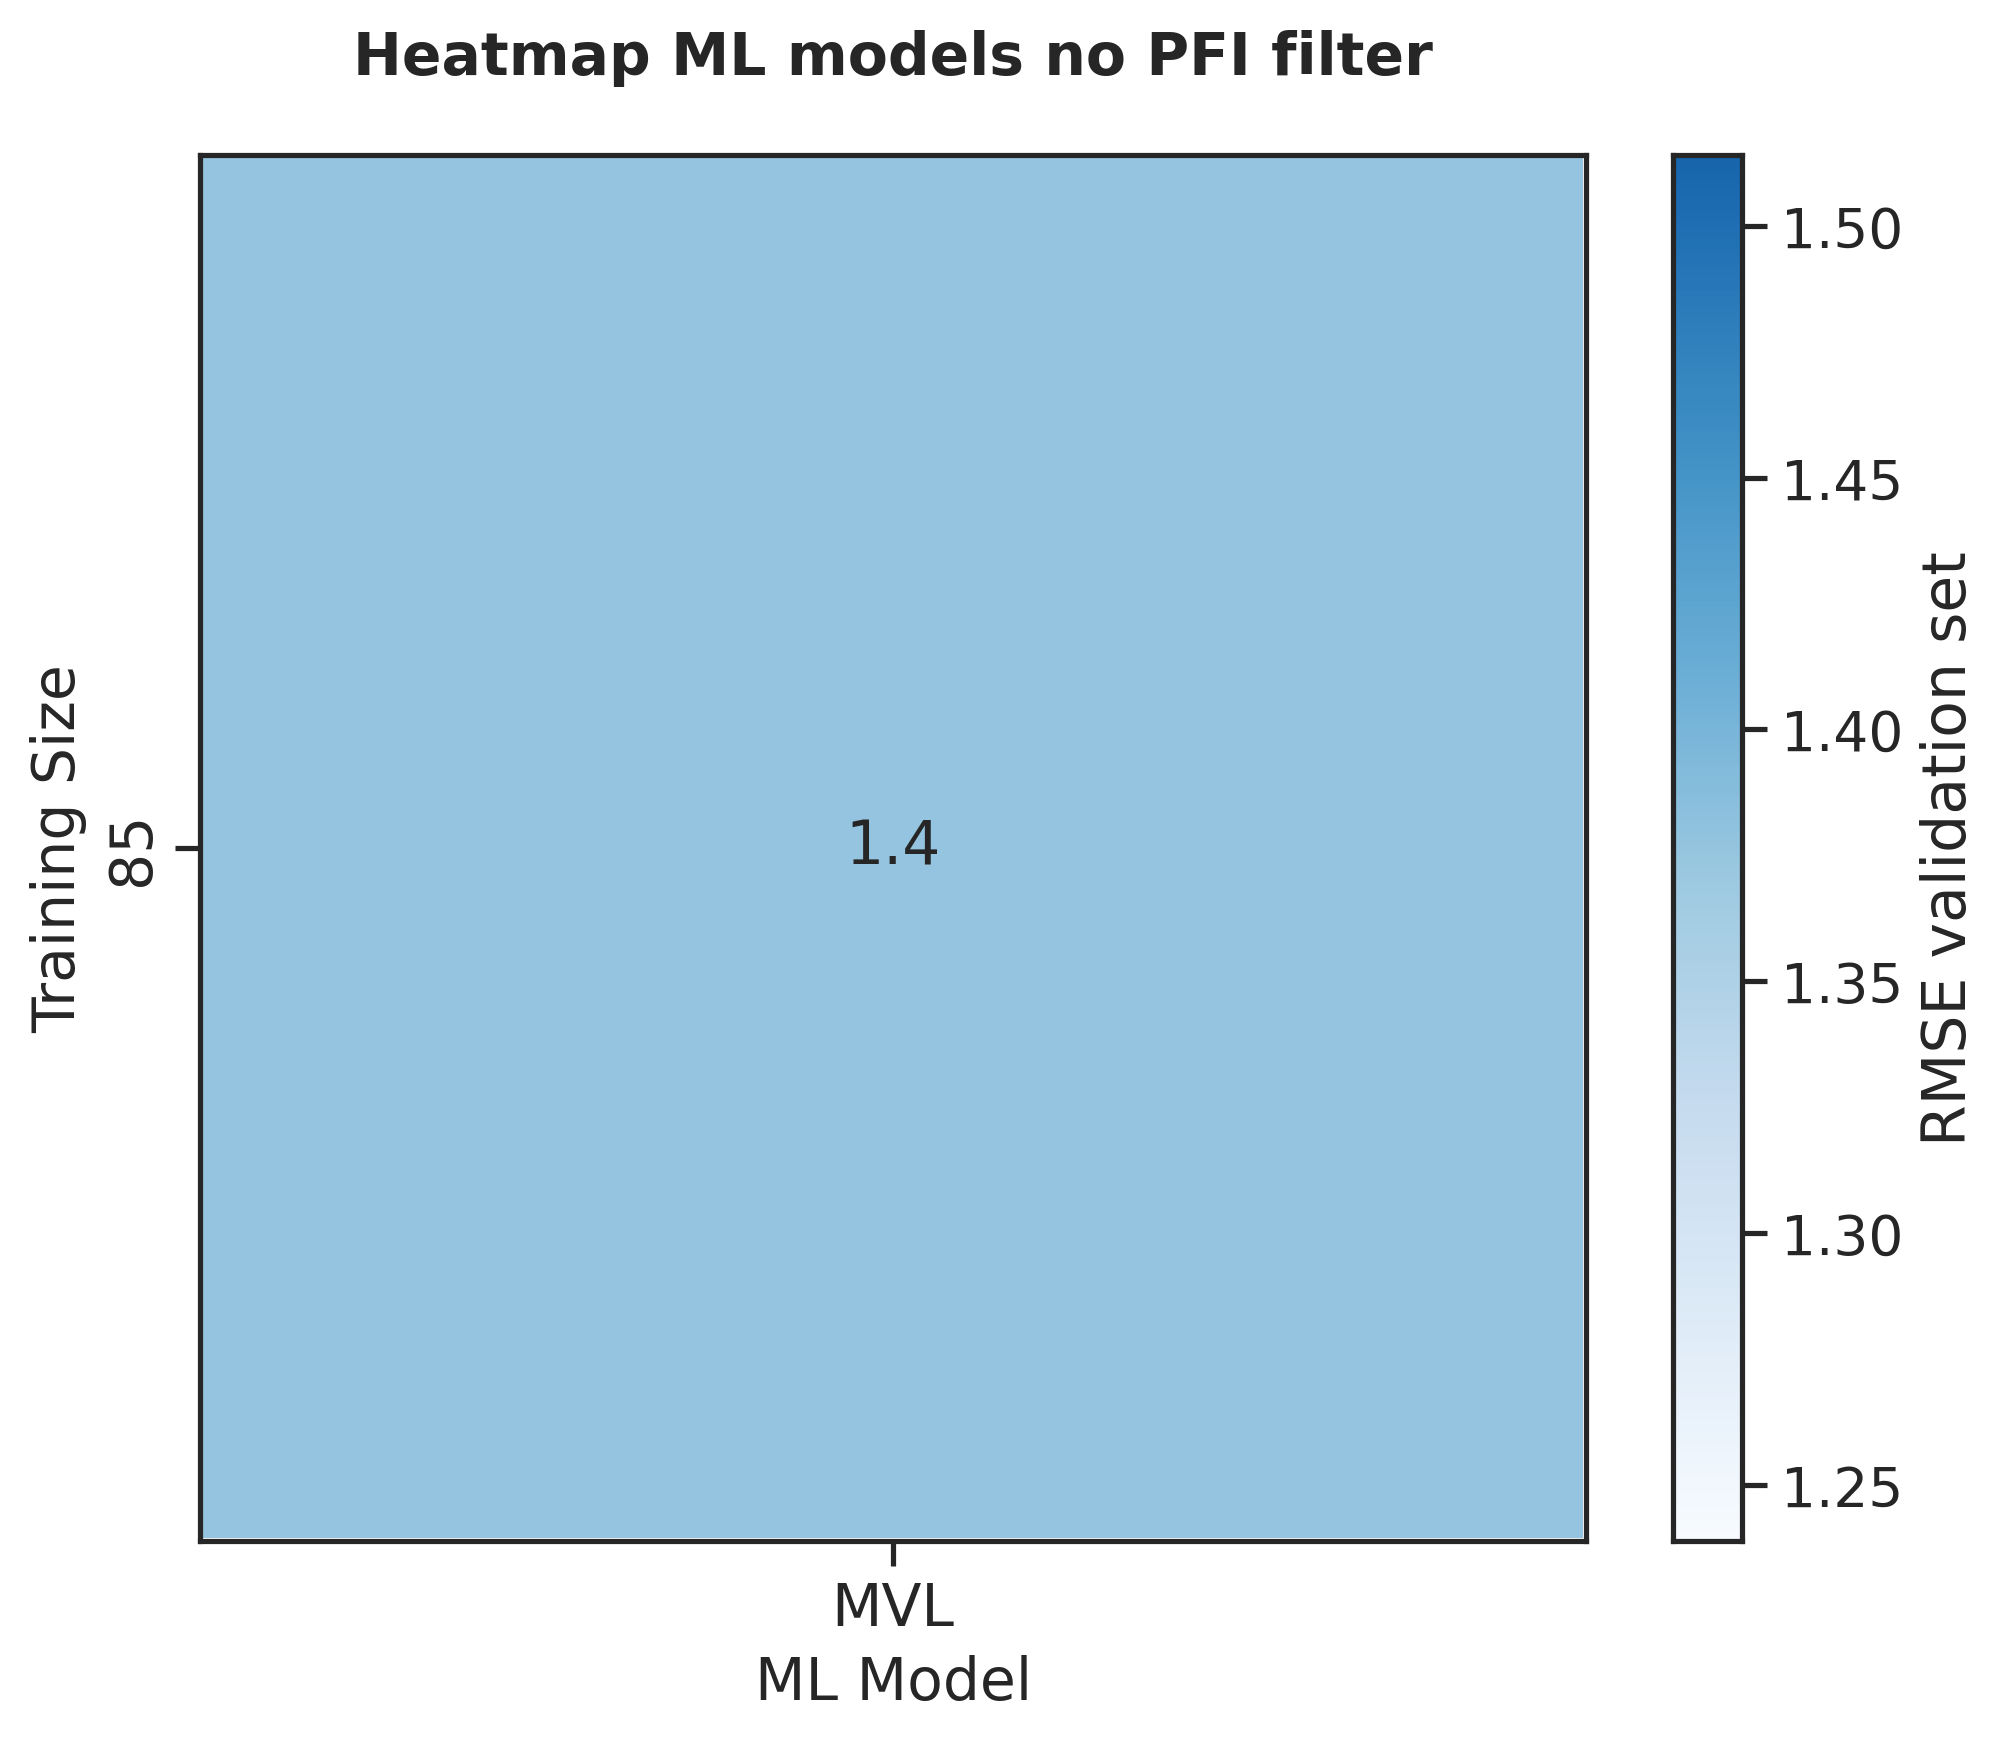 Heatmap ML models no PFI filter
Training Size
85
1.4
MVL
ML Model
1.50
1.45
1.40
1.35
1.30
1.25
RMSE validation set